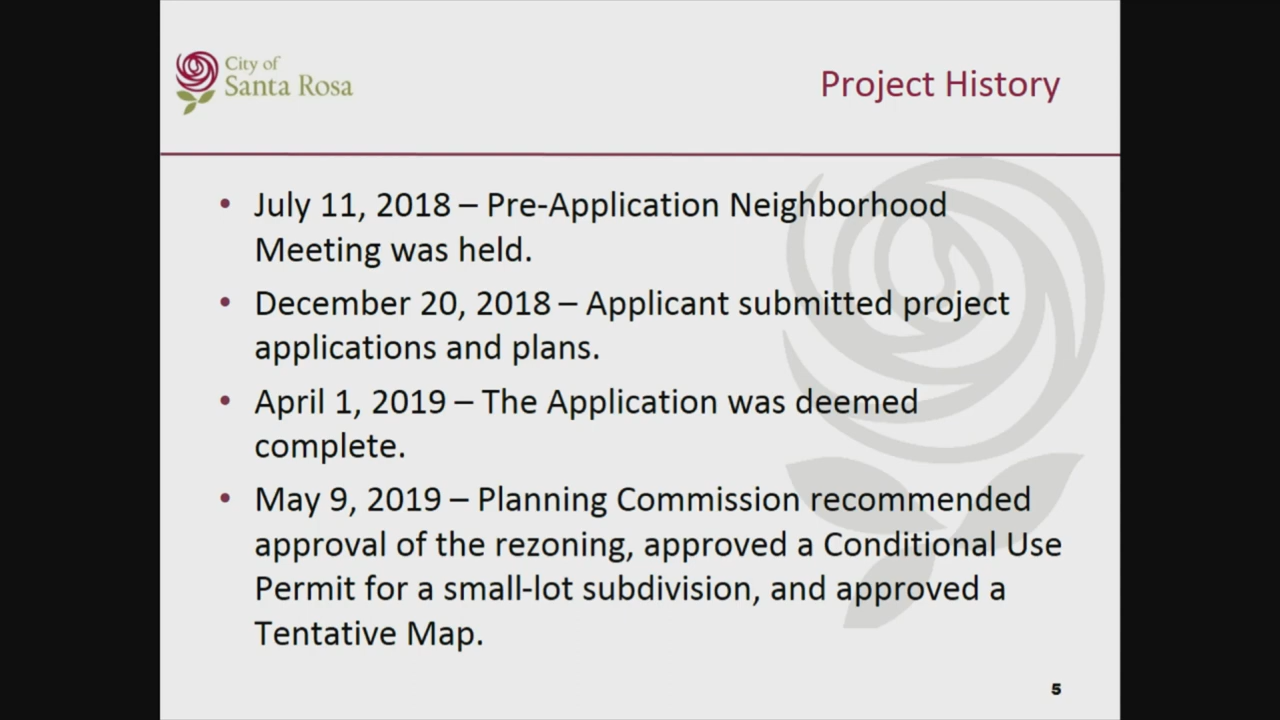 City of
Santa Rosa
Project History
• July 11, 2018 – Pre-Application Neighborhood
Meeting was held.
• December 20, 2018 – Applicant submitted project
applications and plans.
• April 1, 2019 – The Application was deemed
complete.
• May 9, 2019 – Planning Commission recommended
approval of the rezoning, approved a Conditional Use
Permit for a small-lot subdivision, and approved a
Tentative Map.
5